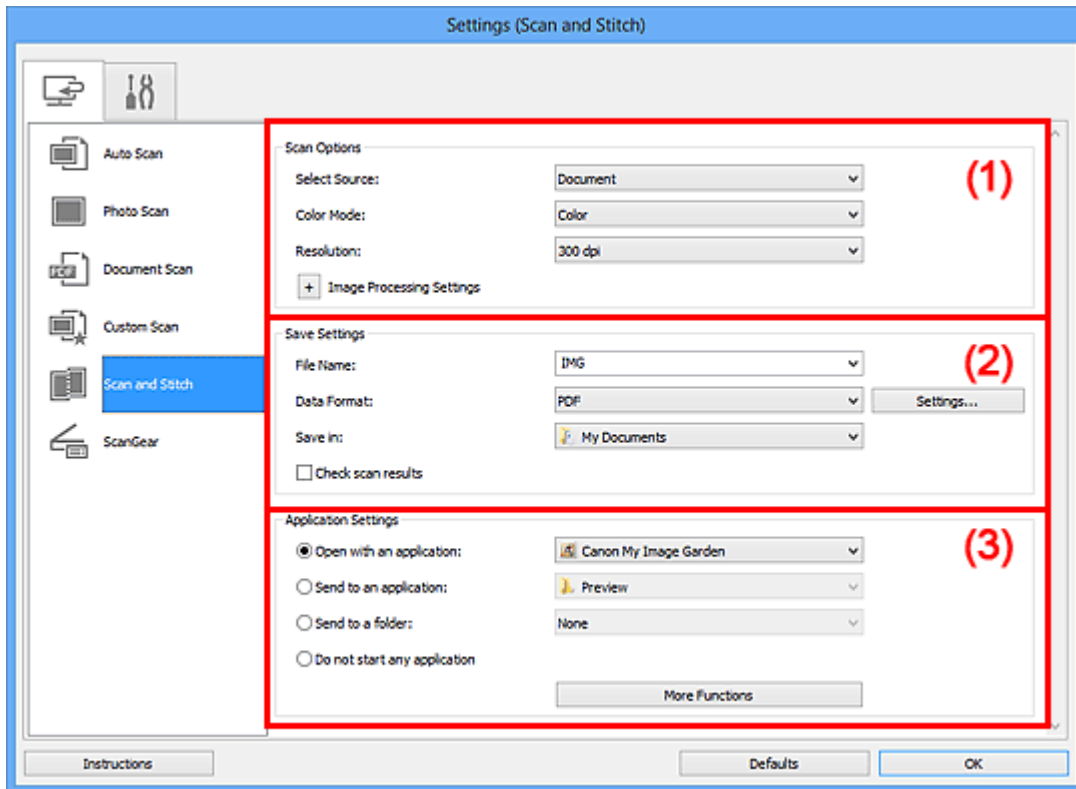 Settings (Scan and Stitch)
Auto Scan
Photo Scan
Document Scan
Custom Scan
Scan and Stitch
ScanGear
Scan Options
(1)
Select Source: Document
Color Mode: Color
Resolution: 300 dpi
+ Image Processing Settings
Save Settings
(2)
File Name: IMG
Data Format: PDF Settings...
Save in: My Documents
Check scan results
Application Settings
(3)
Open with an application: Canon My Image Garden
Send to an application: Preview
Send to a folder: None
Do not start any application
More Functions
Instructions Defaults OK